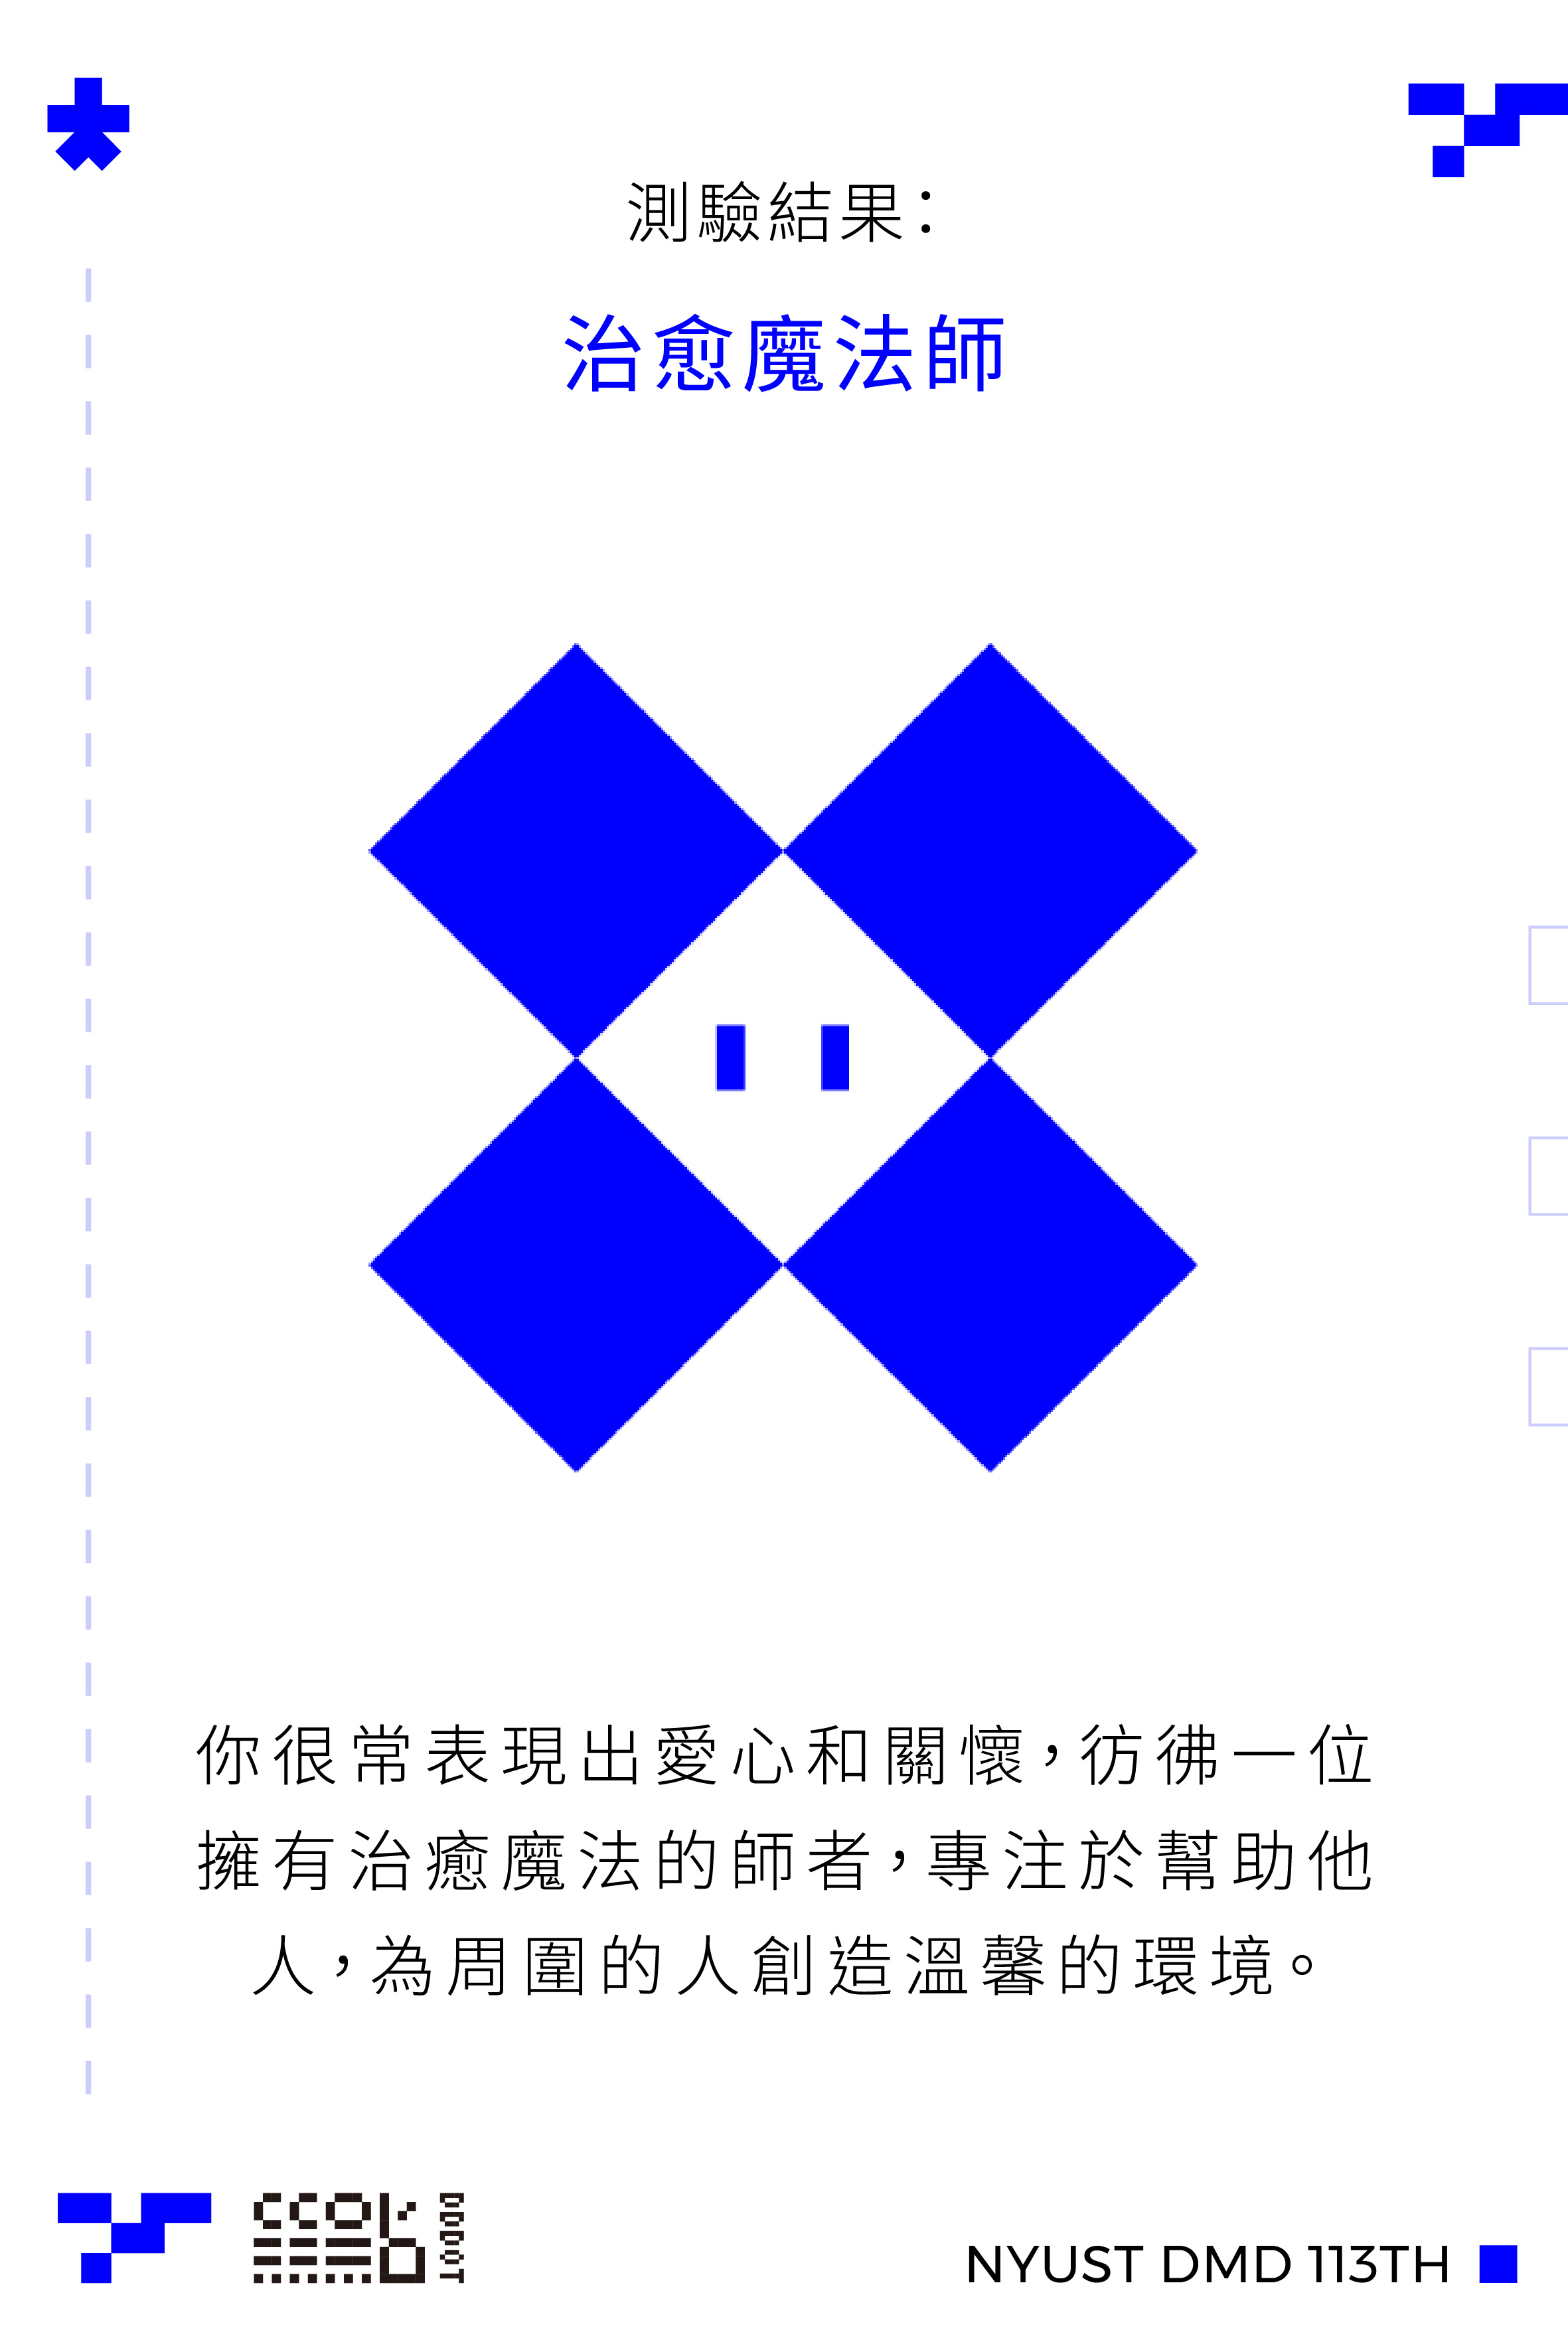 測驗結果：
治愈魔法師
你很常表現出愛心和關懷，彷彿一位
擁有治癒魔法的師者，專注於幫助他
人，為周圍的人創造溫馨的環境。
NYUST DMD 113TH